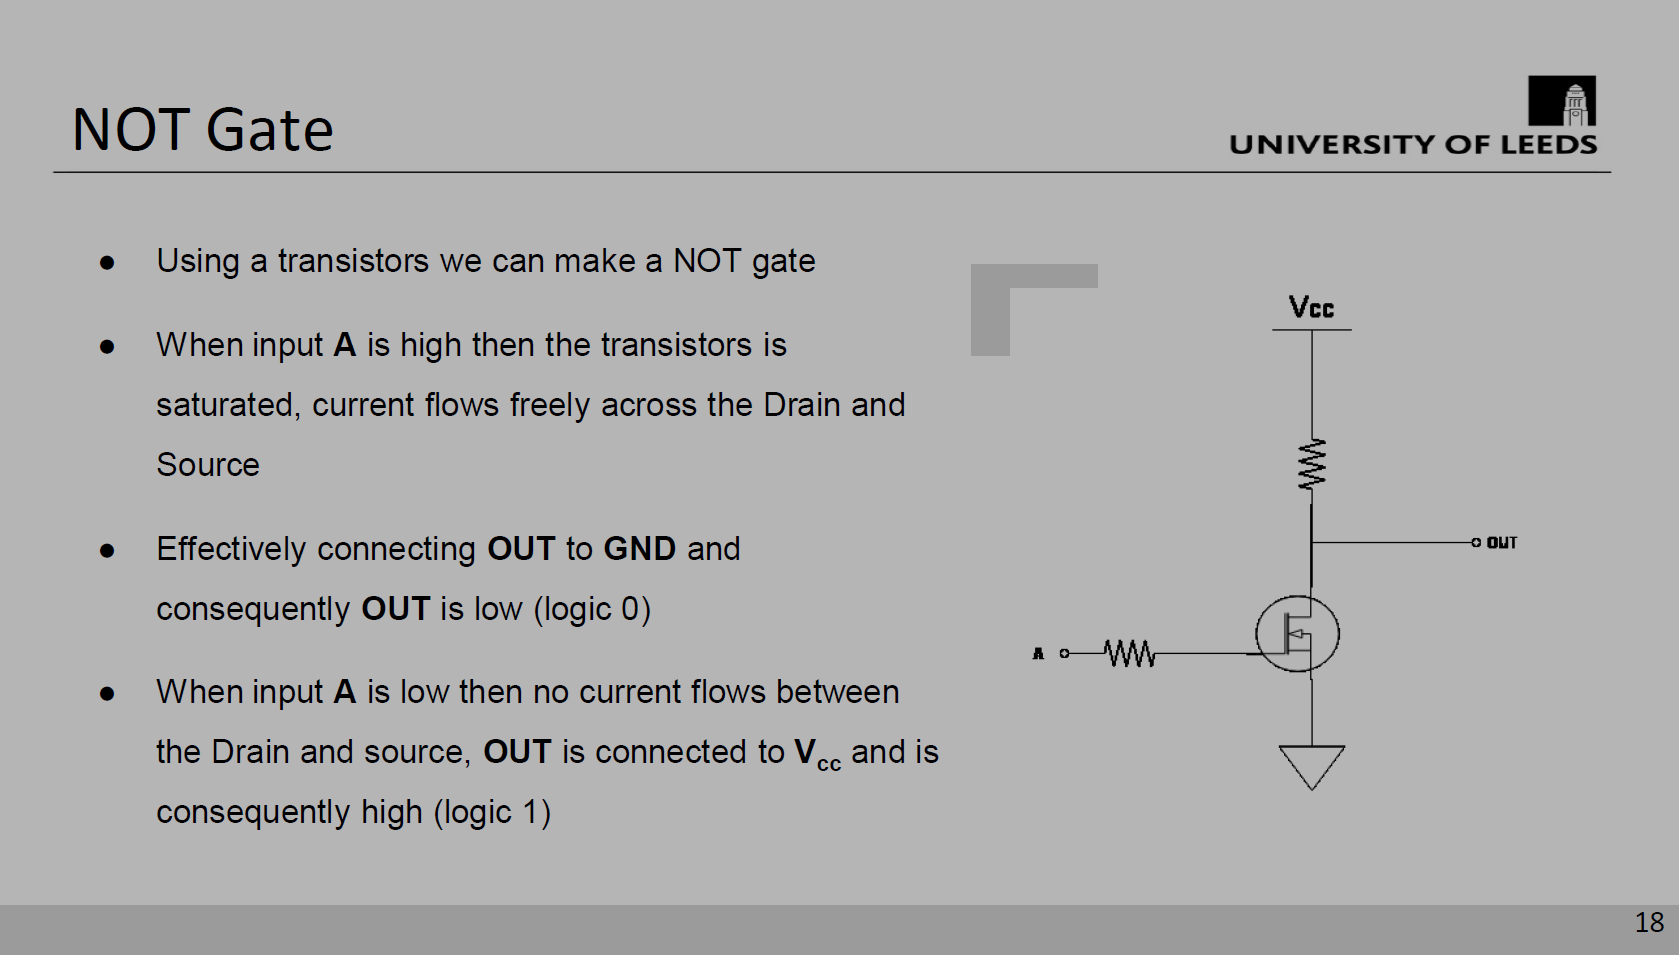 NOT Gate
UNIVERSITY OF LEEDS
● Using a transistors we can make a NOT gate
● When input A is high then the transistors is
saturated, current flows freely across the Drain and
Source
● Effectively connecting OUT to GND and
consequently OUT is low (logic 0)
● When input A is low then no current flows between
the Drain and source, OUT is connected to Vcc and is
consequently high (logic 1)
Vcc
OUT
A
18